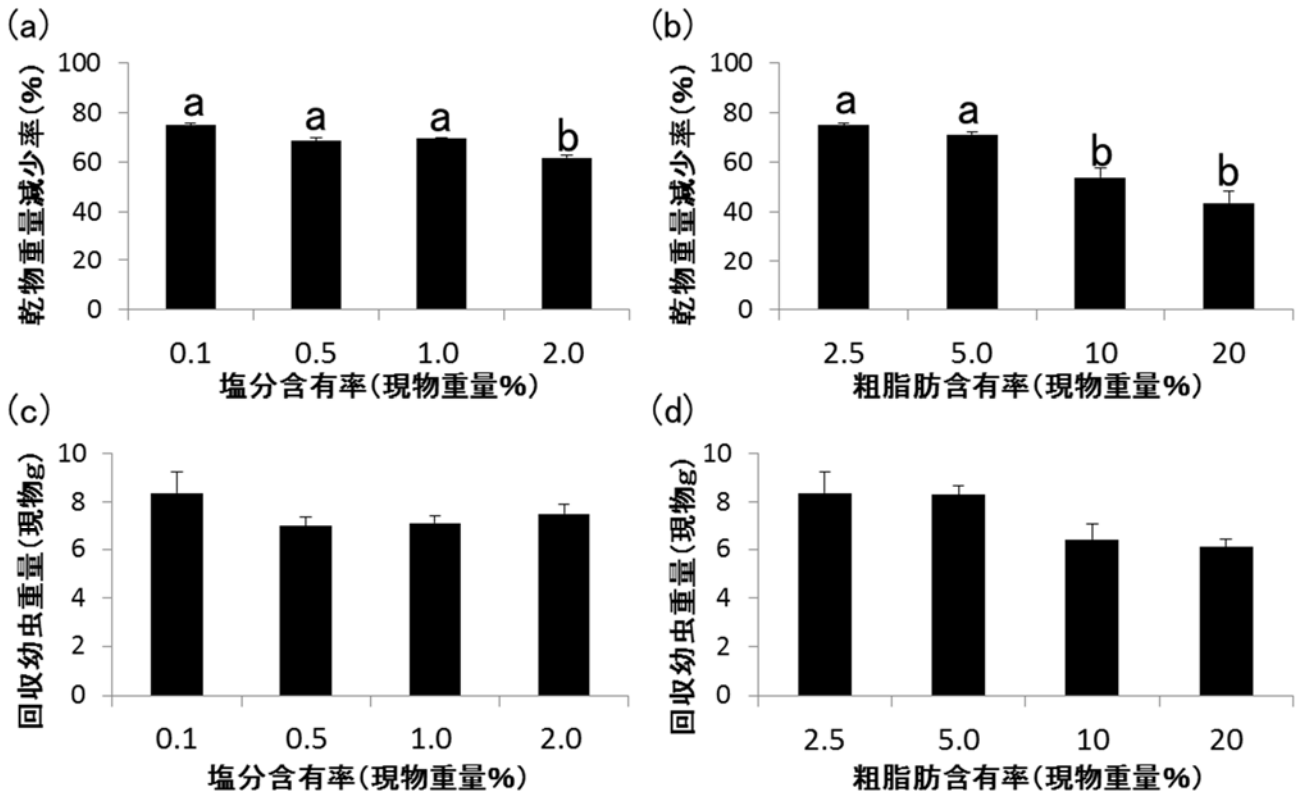 (a)
乾物重量減少率(%)
100
80
60
40
20
0
a
a
a
b
0.1 0.5 1.0 2.0
塩分含有率(現物重量%)
(b)
乾物重量減少率(%)
100
80
60
40
20
0
a
a
b
b
2.5 5.0 10 20
粗脂肪含有率(現物重量%)
(c)
回収幼虫重量(現物g)
10
8
6
4
2
0
0.1 0.5 1.0 2.0
塩分含有率(現物重量%)
(d)
回収幼虫重量(現物g)
10
8
6
4
2
0
2.5 5.0 10 20
粗脂肪含有率(現物重量%)